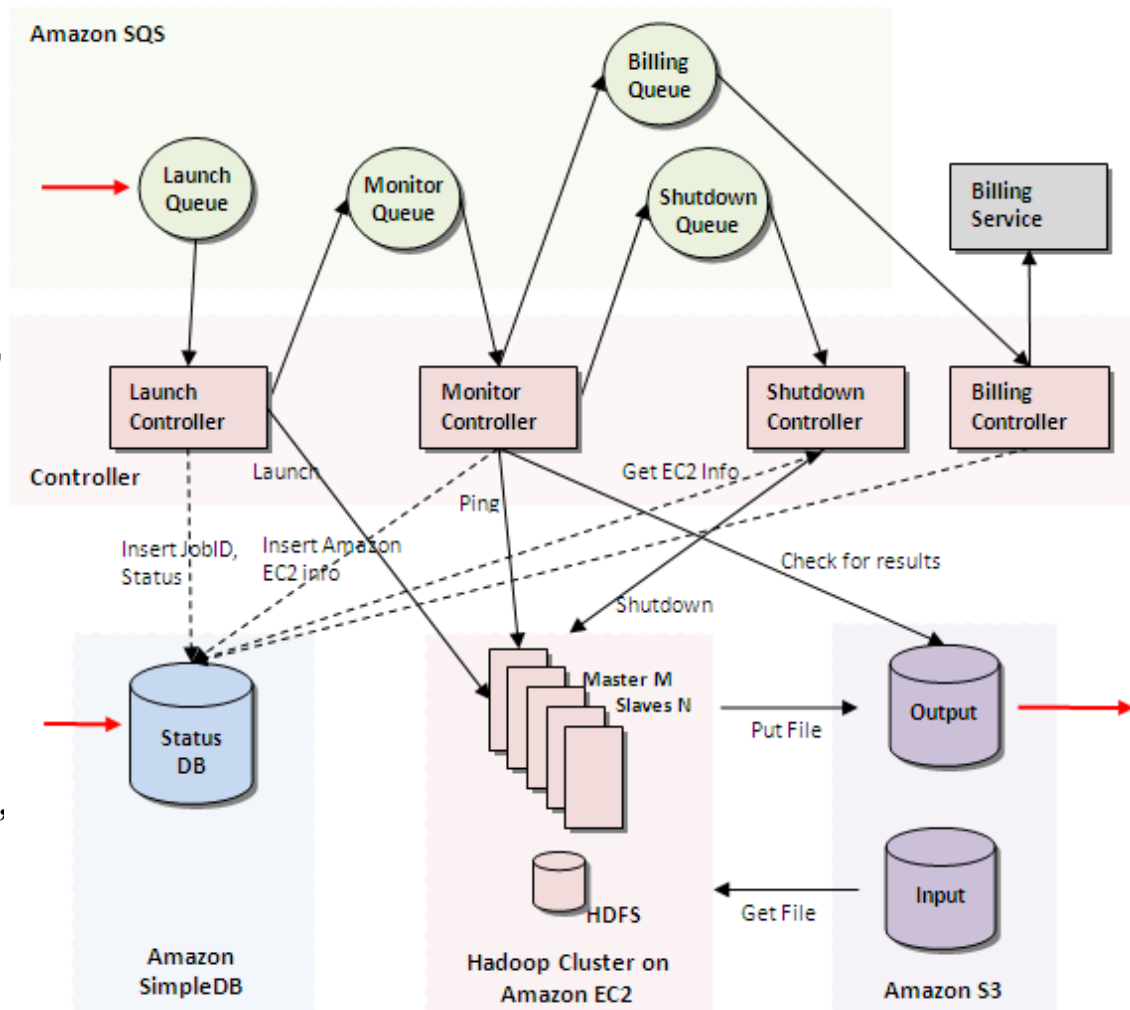 Amazon SQS
Billing
Queue
Launch
Queue
Monitor
Queue
Shutdown
Queue
Billing
Service
,
Launch
Controller
Monitor
Controller
Shutdown
Controller
Billing
Controller
Controller
Launch
Ping
Get EC2 Info
Insert JobID,
Status
Insert Amazon
EC2 info
Check for results
Shutdown
Master M
Slaves N
Status
DB
Put File
Output
,
Input
Get File
HDFS
Amazon
SimpleDB
Hadoop Cluster on
Amazon EC2
Amazon S3